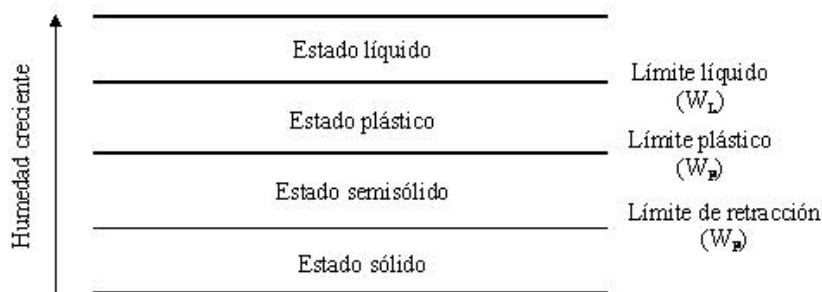 Humedad creciente
Estado líquido
Límite líquido
(W_L)
Estado plástico
Límite plástico
(W_P)
Estado semisólido
Límite de retracción
(W_R)
Estado sólido